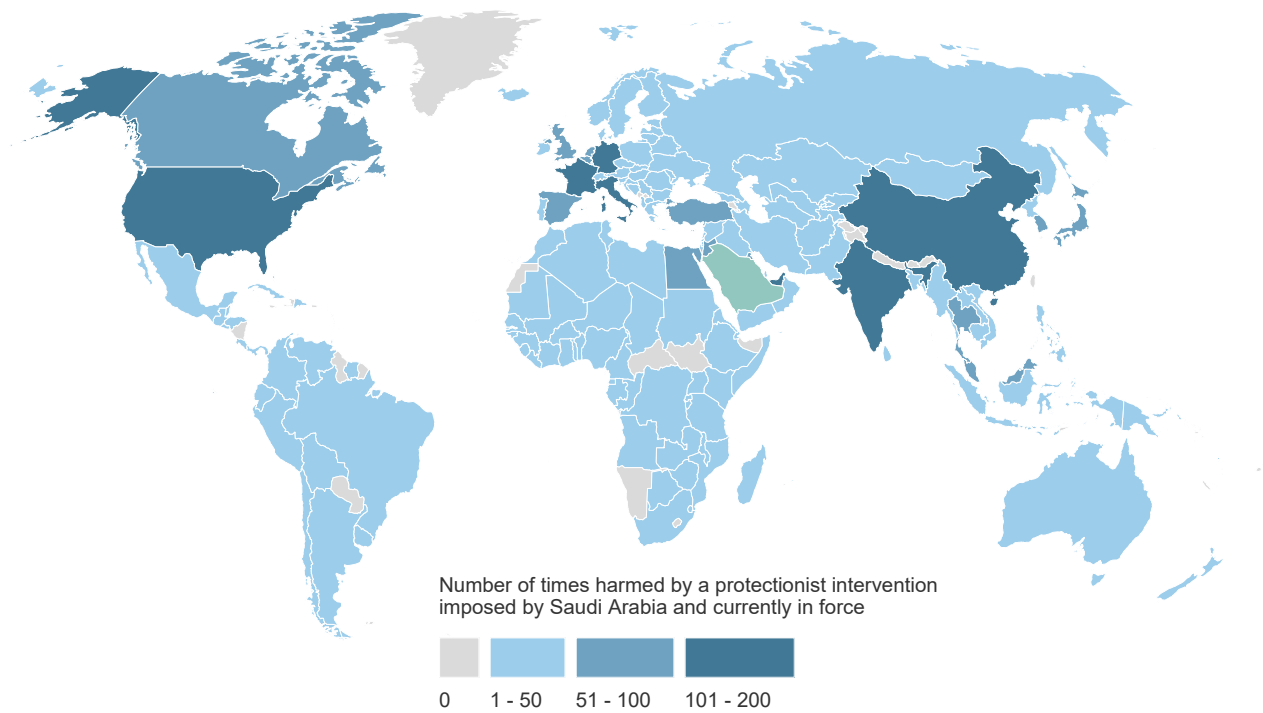 Number of times harmed by a protectionist intervention
imposed by Saudi Arabia and currently in force
0 1 - 50 51 - 100 101 - 200